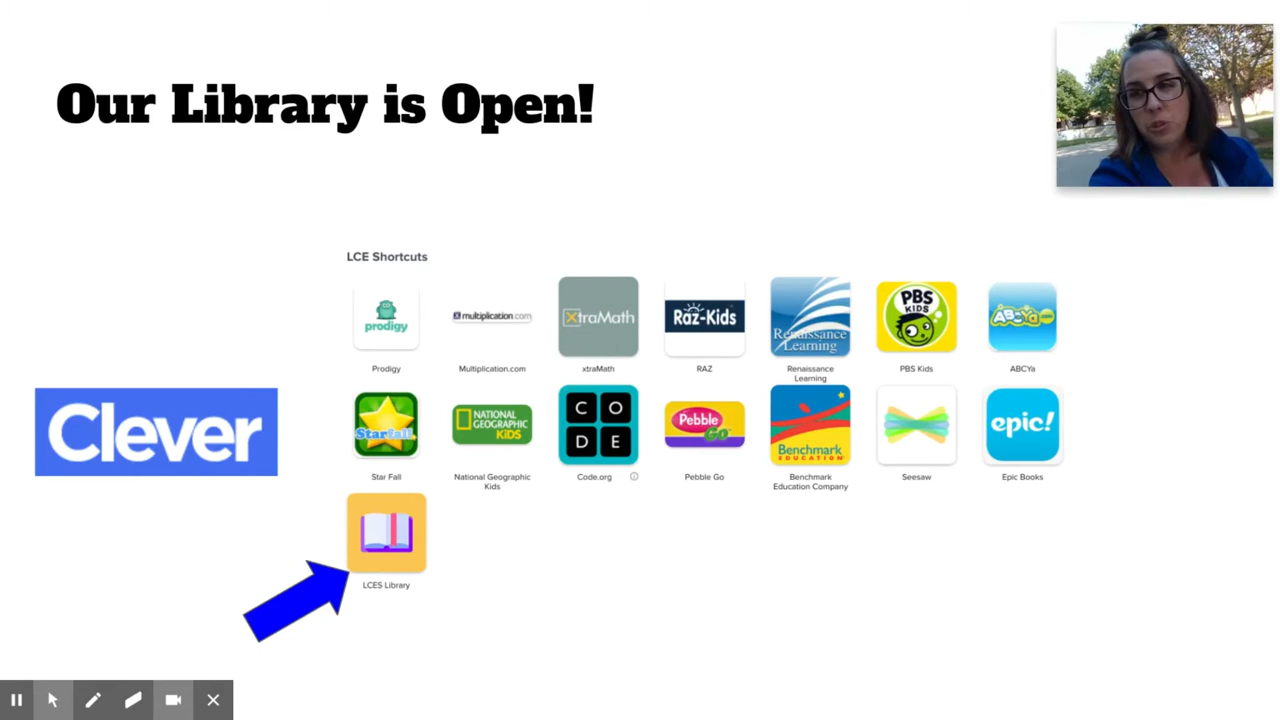 Our Library is Open!
LCE Shortcuts
prodigy
multiplication.com
XtraMath
Raz-Kids
Renaissance
Learning
PBS
KIDS
ABCYa.com
Prodigy
Multiplication.com
xtraMath
RAZ
Renaissance
Learning
PBS Kids
ABCYa
Clever
Starfall
NATIONAL
GEOGRAPHIC
KiDS
C O
D E
Pebble
Go
Benchmark
EDUCATION
epic!
Star Fall
National Geographic
Kids
Code.org
Pebble Go
Benchmark
Education Company
Seesaw
Epic Books
LCES Library